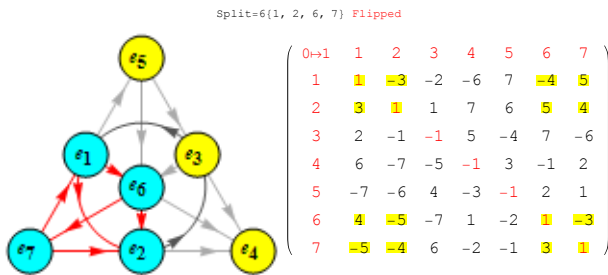 Split=6{1, 2, 6, 7} Flipped
e5
e1
e3
e6
e7
e2
e4
0↦1 1 2 3 4 5 6 7
1 1 -3 -2 -6 7 -4 5
2 3 1 1 7 6 5 4
3 2 -1 -1 5 -4 7 -6
4 6 -7 -5 -1 3 -1 2
5 -7 -6 4 -3 -1 2 1
6 4 -5 -7 1 -2 1 -3
7 -5 -4 6 -2 -1 3 1